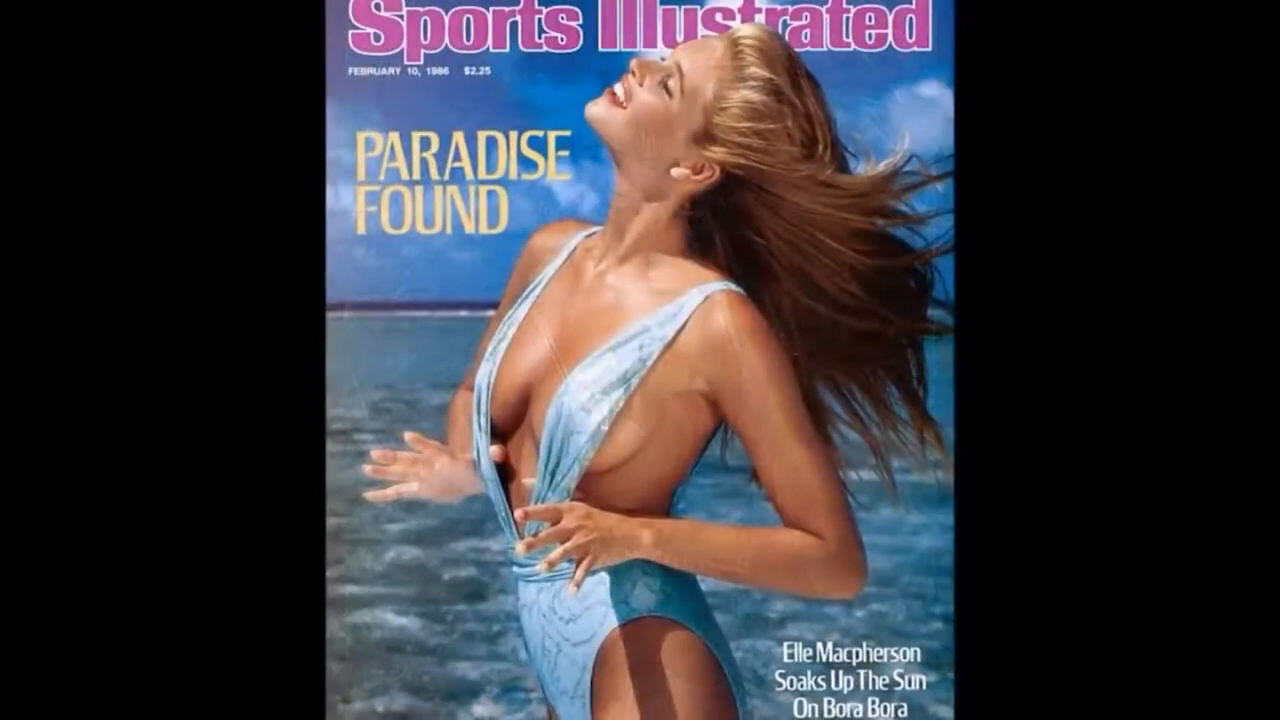 Sports Illustrated
FEBRUARY 10, 1986 $2.25
PARADISE
FOUND
Elle Macpherson
Soaks Up The Sun
On Bora Bora